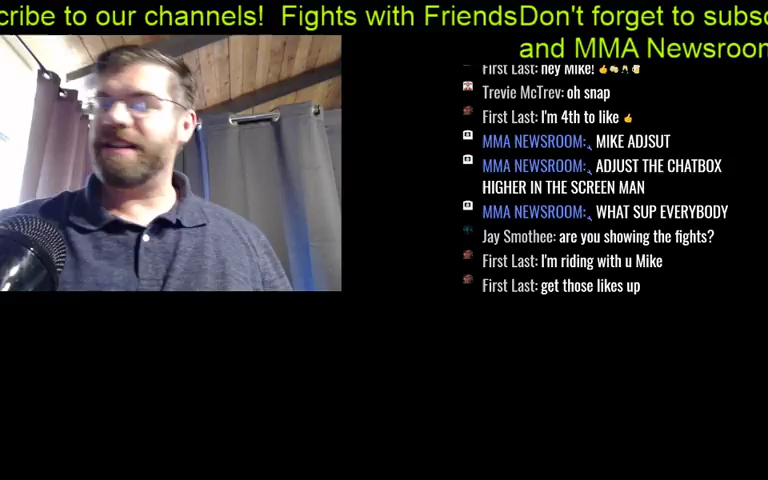 cribe to our channels!  Fights with Friends
Don't forget to subsc
and MMA Newsroom
First Last: hey Mike! 👍👊🎄🍺
Trevie McTrev: oh snap
First Last: I'm 4th to like 👍
MMA NEWSROOM: MIKE ADJSUT
MMA NEWSROOM: ADJUST THE CHATBOX
HIGHER IN THE SCREEN MAN
MMA NEWSROOM: WHAT SUP EVERYBODY
Jay Smothee: are you showing the fights?
First Last: I'm riding with u Mike
First Last: get those likes up